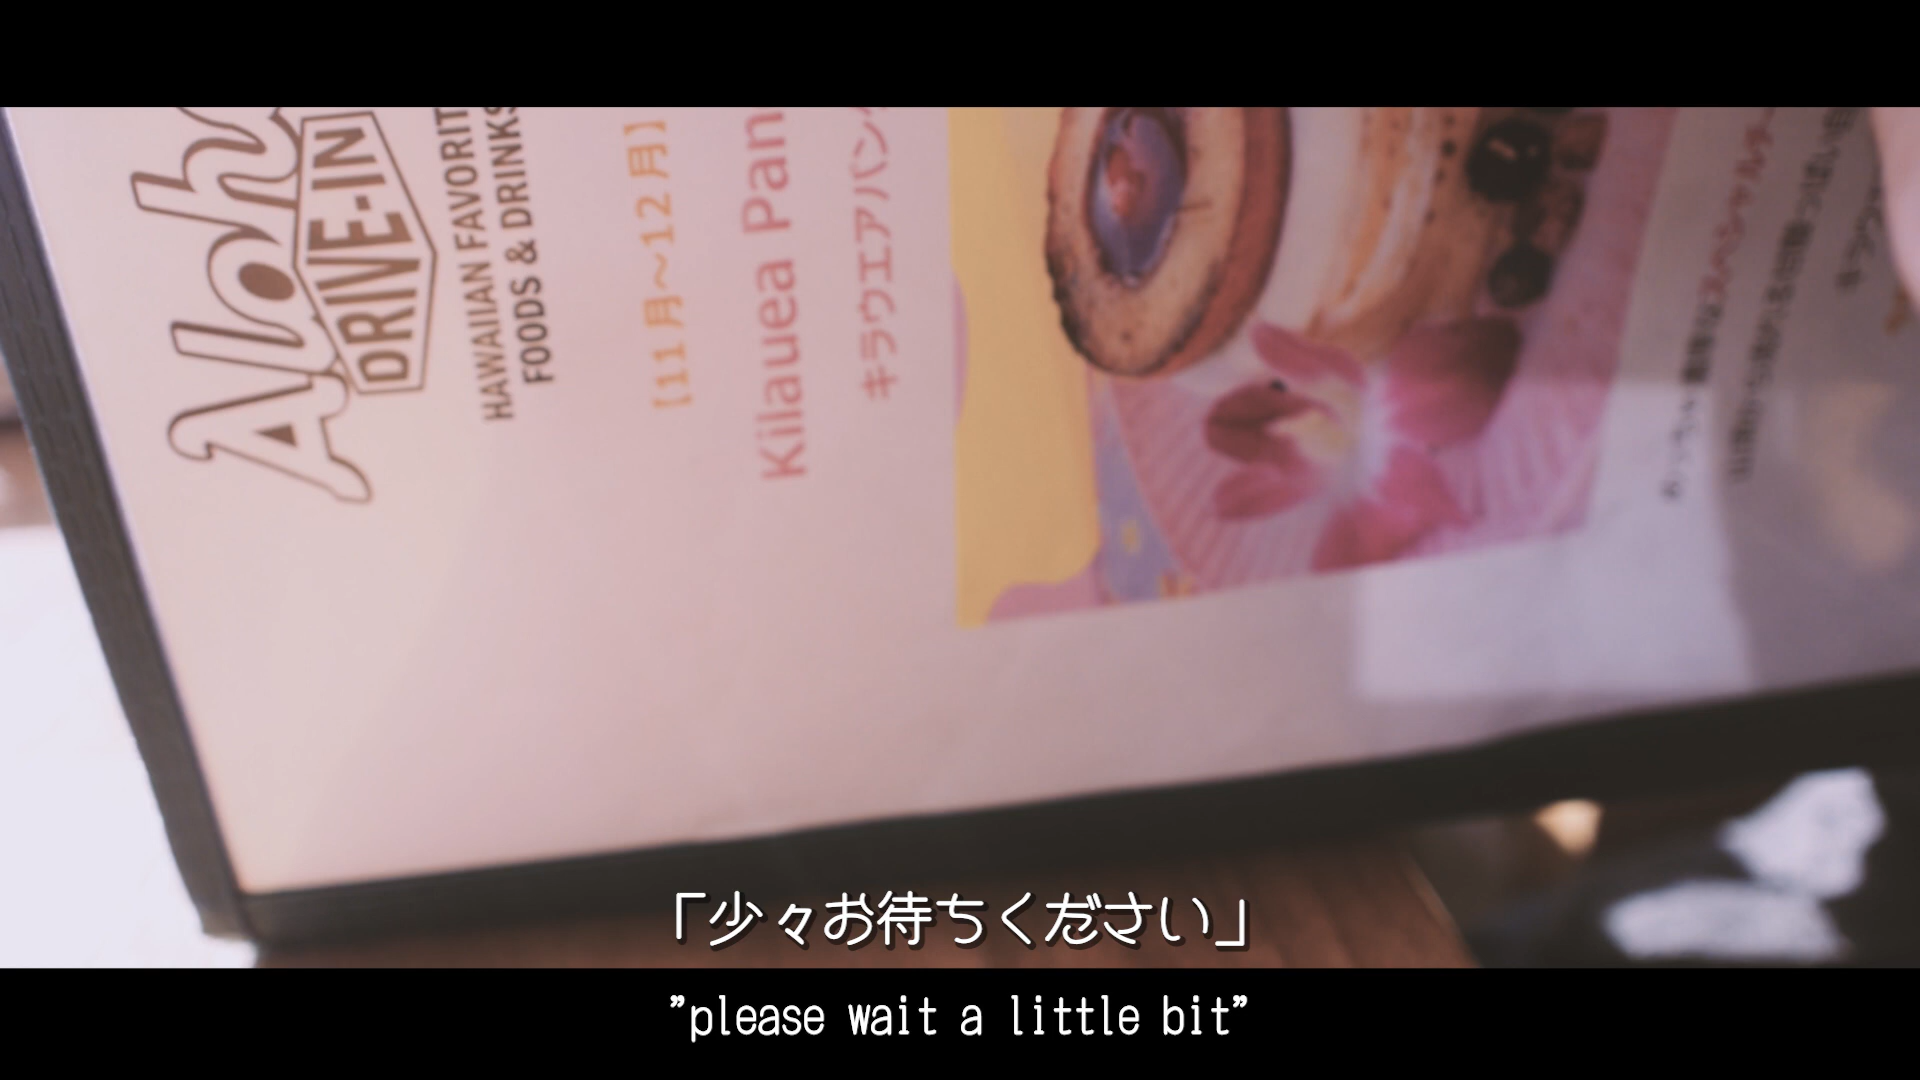 Aloh
DRIVE-IN
HAWAIIAN FAVORIT
FOODS & DRINKS
【11月～12月】
Kilauea Pan
キラウエアパン
「少々お待ちください」
”please wait a little bit”